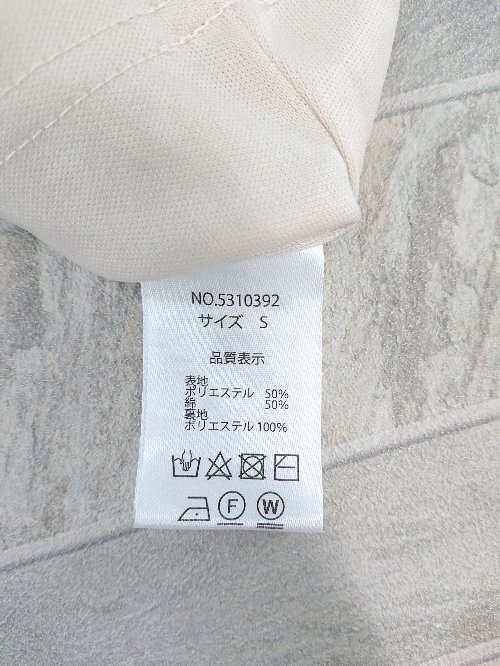 NO.5310392
サイズ S
品質表示
表地
ポリエステル 50%
綿 50%
裏地
ポリエステル 100%
F W